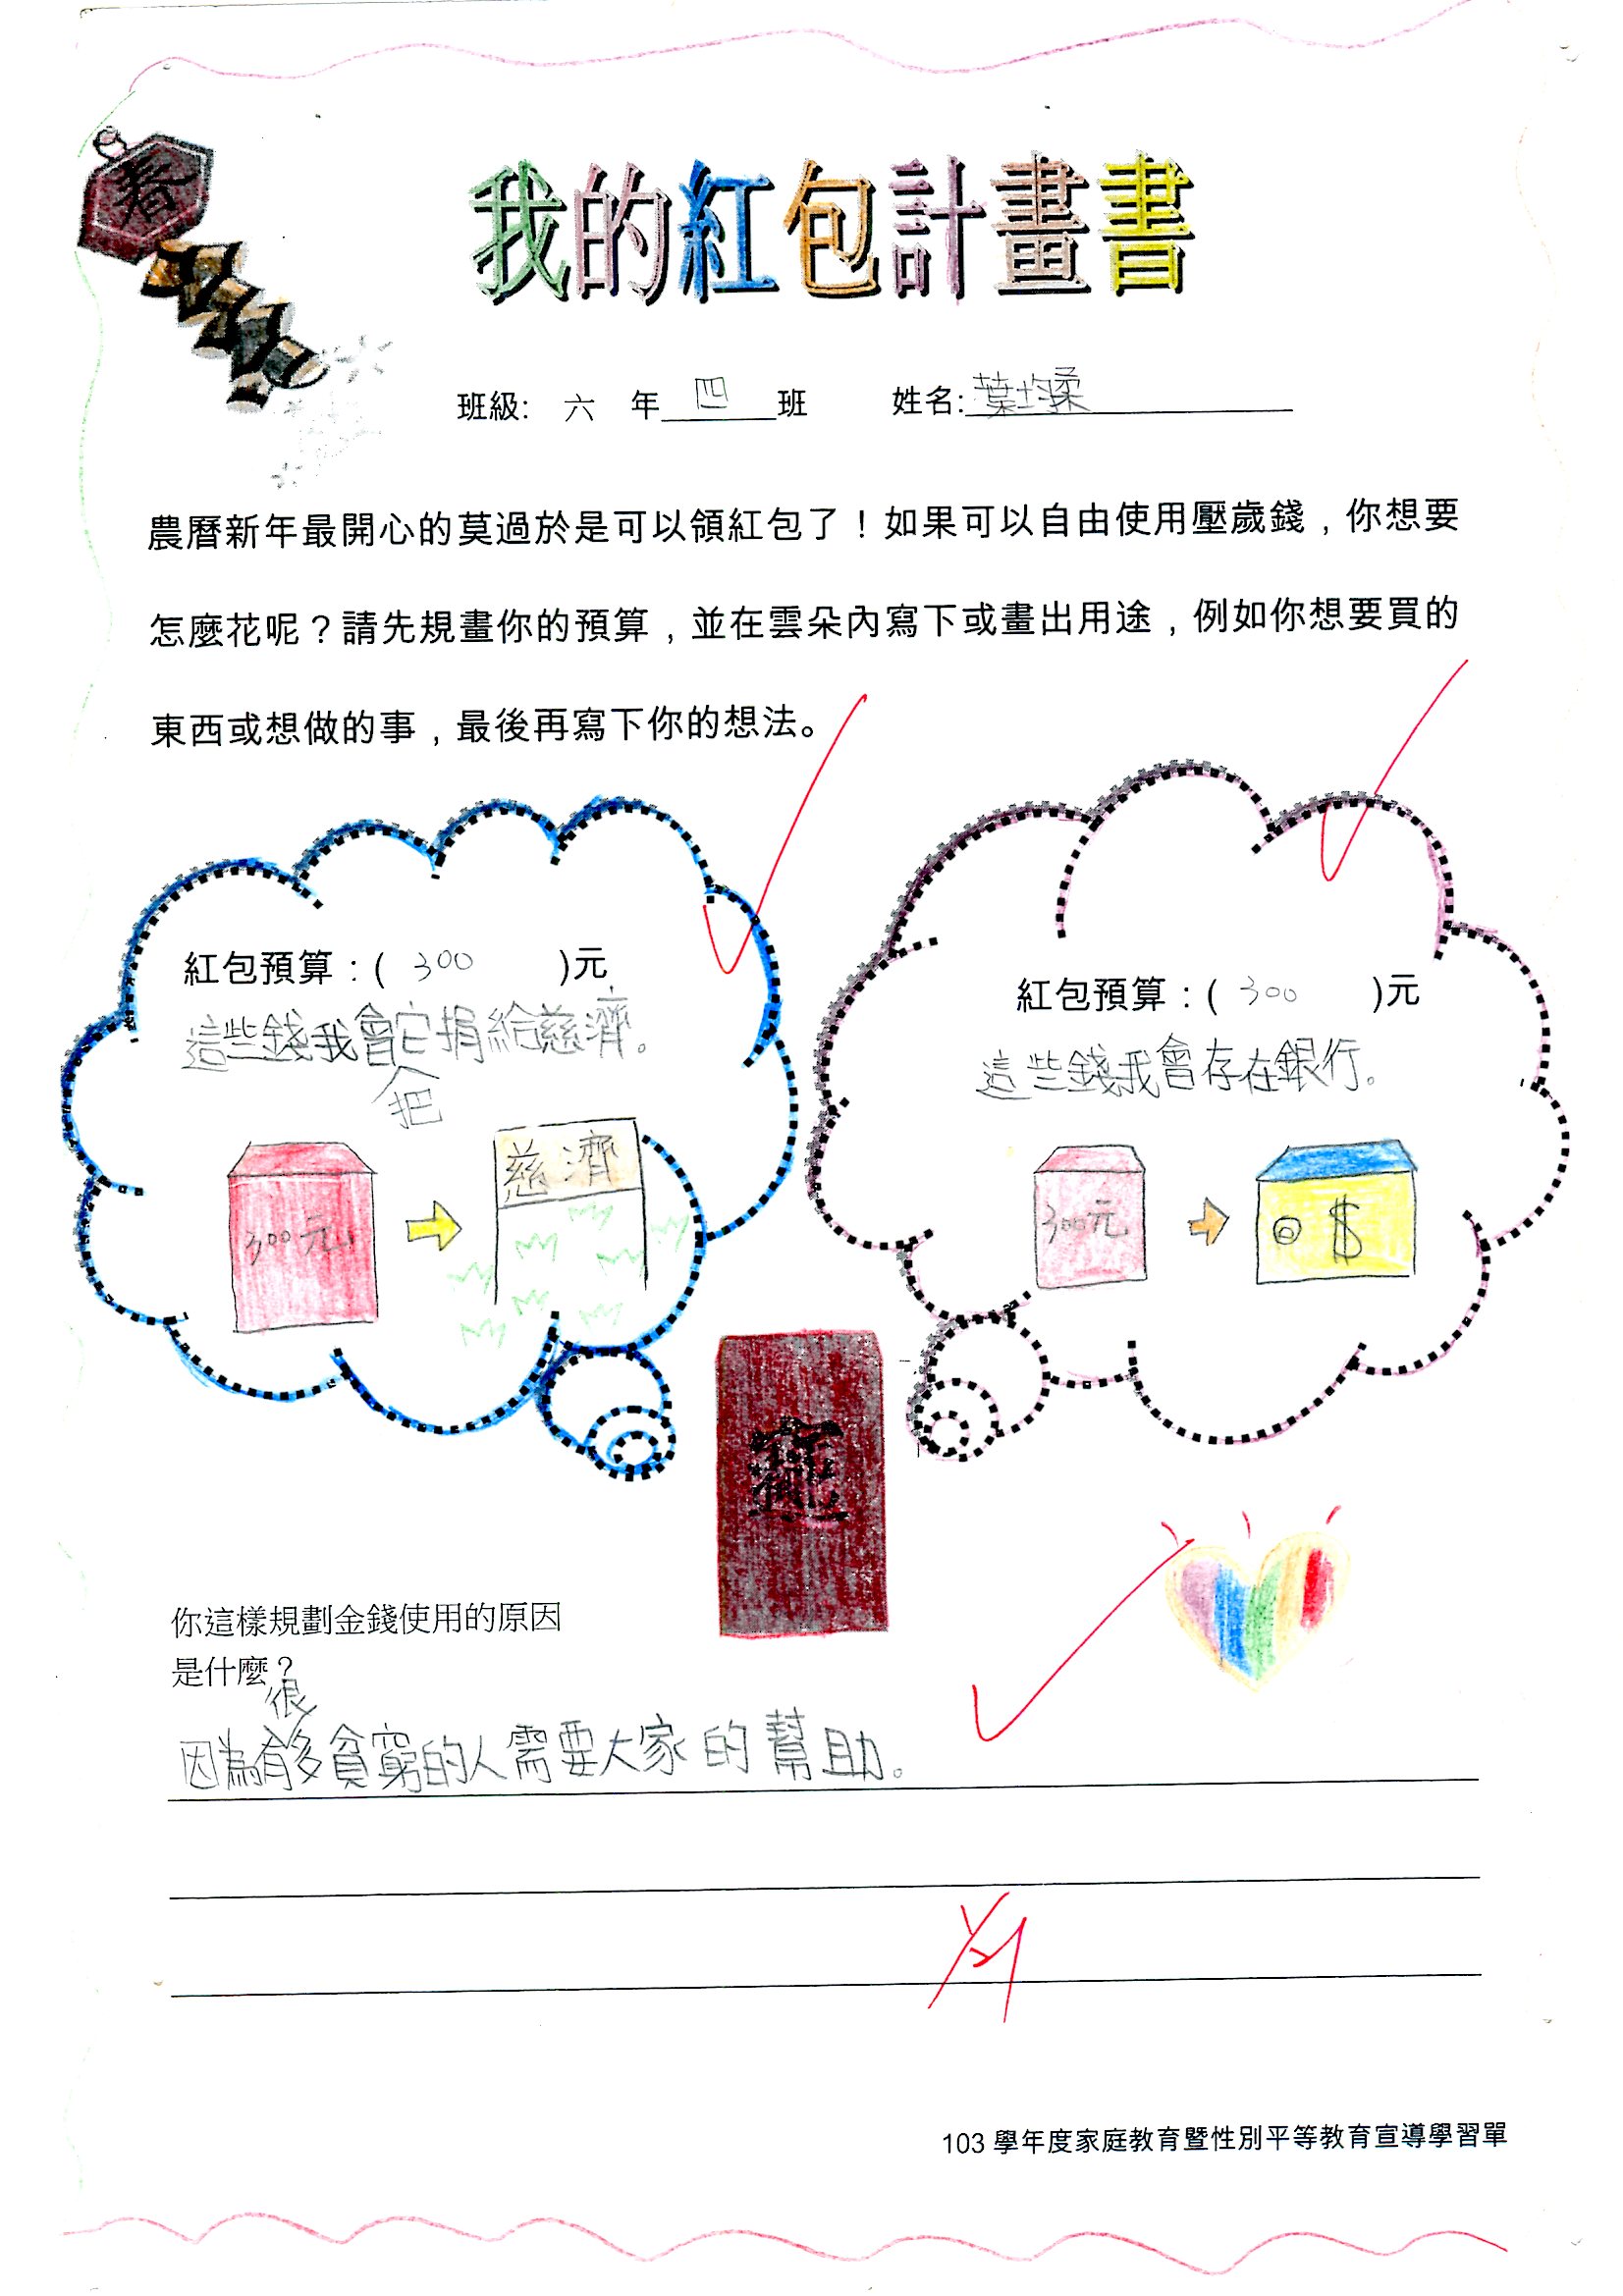 春
我的紅包計畫書
班級: 六 年 四 班 姓名: 葉均柔
農曆新年最開心的莫過於是可以領紅包了！如果可以自由使用壓歲錢，你想要
怎麼花呢？請先規畫你的預算，並在雲朵內寫下或畫出用途，例如你想要買的
東西或想做的事，最後再寫下你的想法。
紅包預算：( 300 )元
這些錢我會把它捐給慈濟。
300元
慈濟
紅包預算：( 300 )元
這些錢我會存在銀行。
300元
$
你這樣規劃金錢使用的原因
是什麼？
因為有很多貧窮的人需要大家的幫助。
103 學年度家庭教育暨性別平等教育宣導學習單